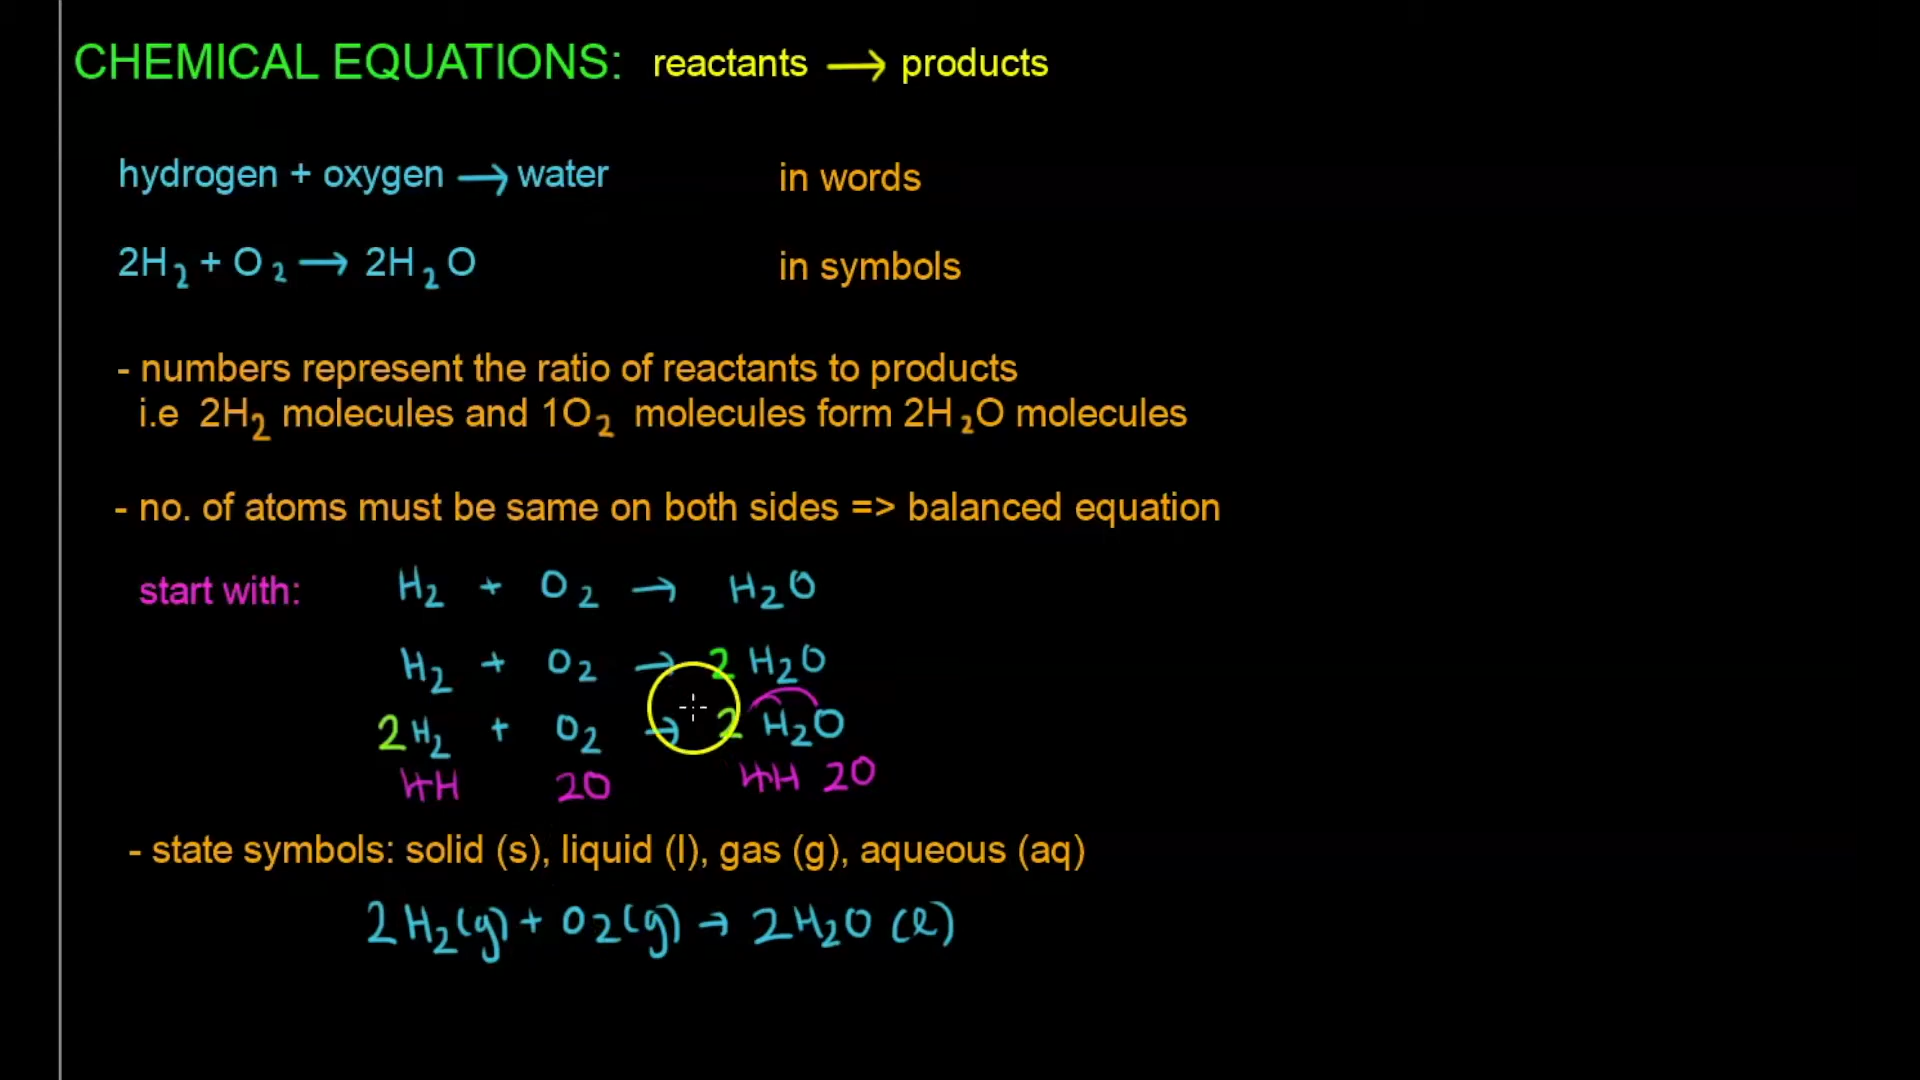 CHEMICAL EQUATIONS: reactants → products
hydrogen + oxygen → water in words
2H₂ + O₂ → 2H₂O in symbols
- numbers represent the ratio of reactants to products
i.e 2H₂ molecules and 1O₂ molecules form 2H₂O molecules
- no. of atoms must be same on both sides => balanced equation
start with: H₂ + O₂ → H₂O
H₂ + O₂ → 2 H₂O
2H₂ + O₂ → 2 H₂O
4H 2O 4H 2O
- state symbols: solid (s), liquid (l), gas (g), aqueous (aq)
2H₂(g) + O₂(g) → 2H₂O (l)